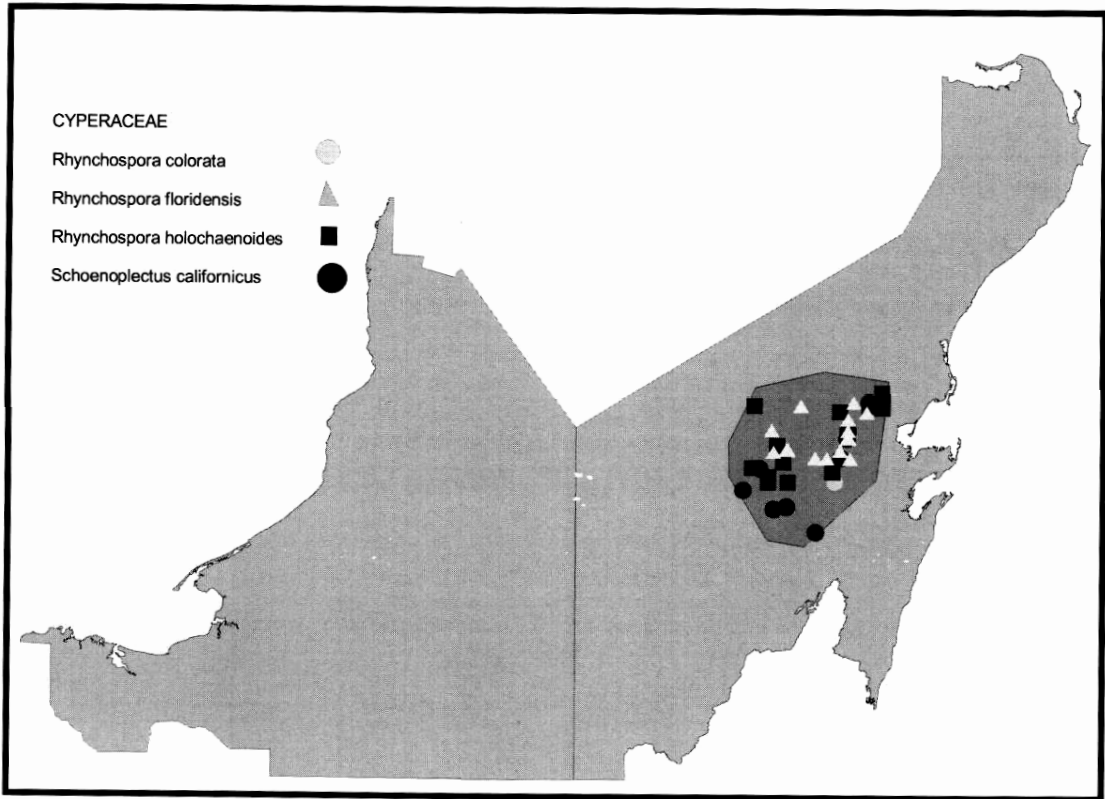 CYPERACEAE
Rhynchospora colorata
Rhynchospora floridensis
Rhynchospora holochaenoides
Schoenoplectus californicus